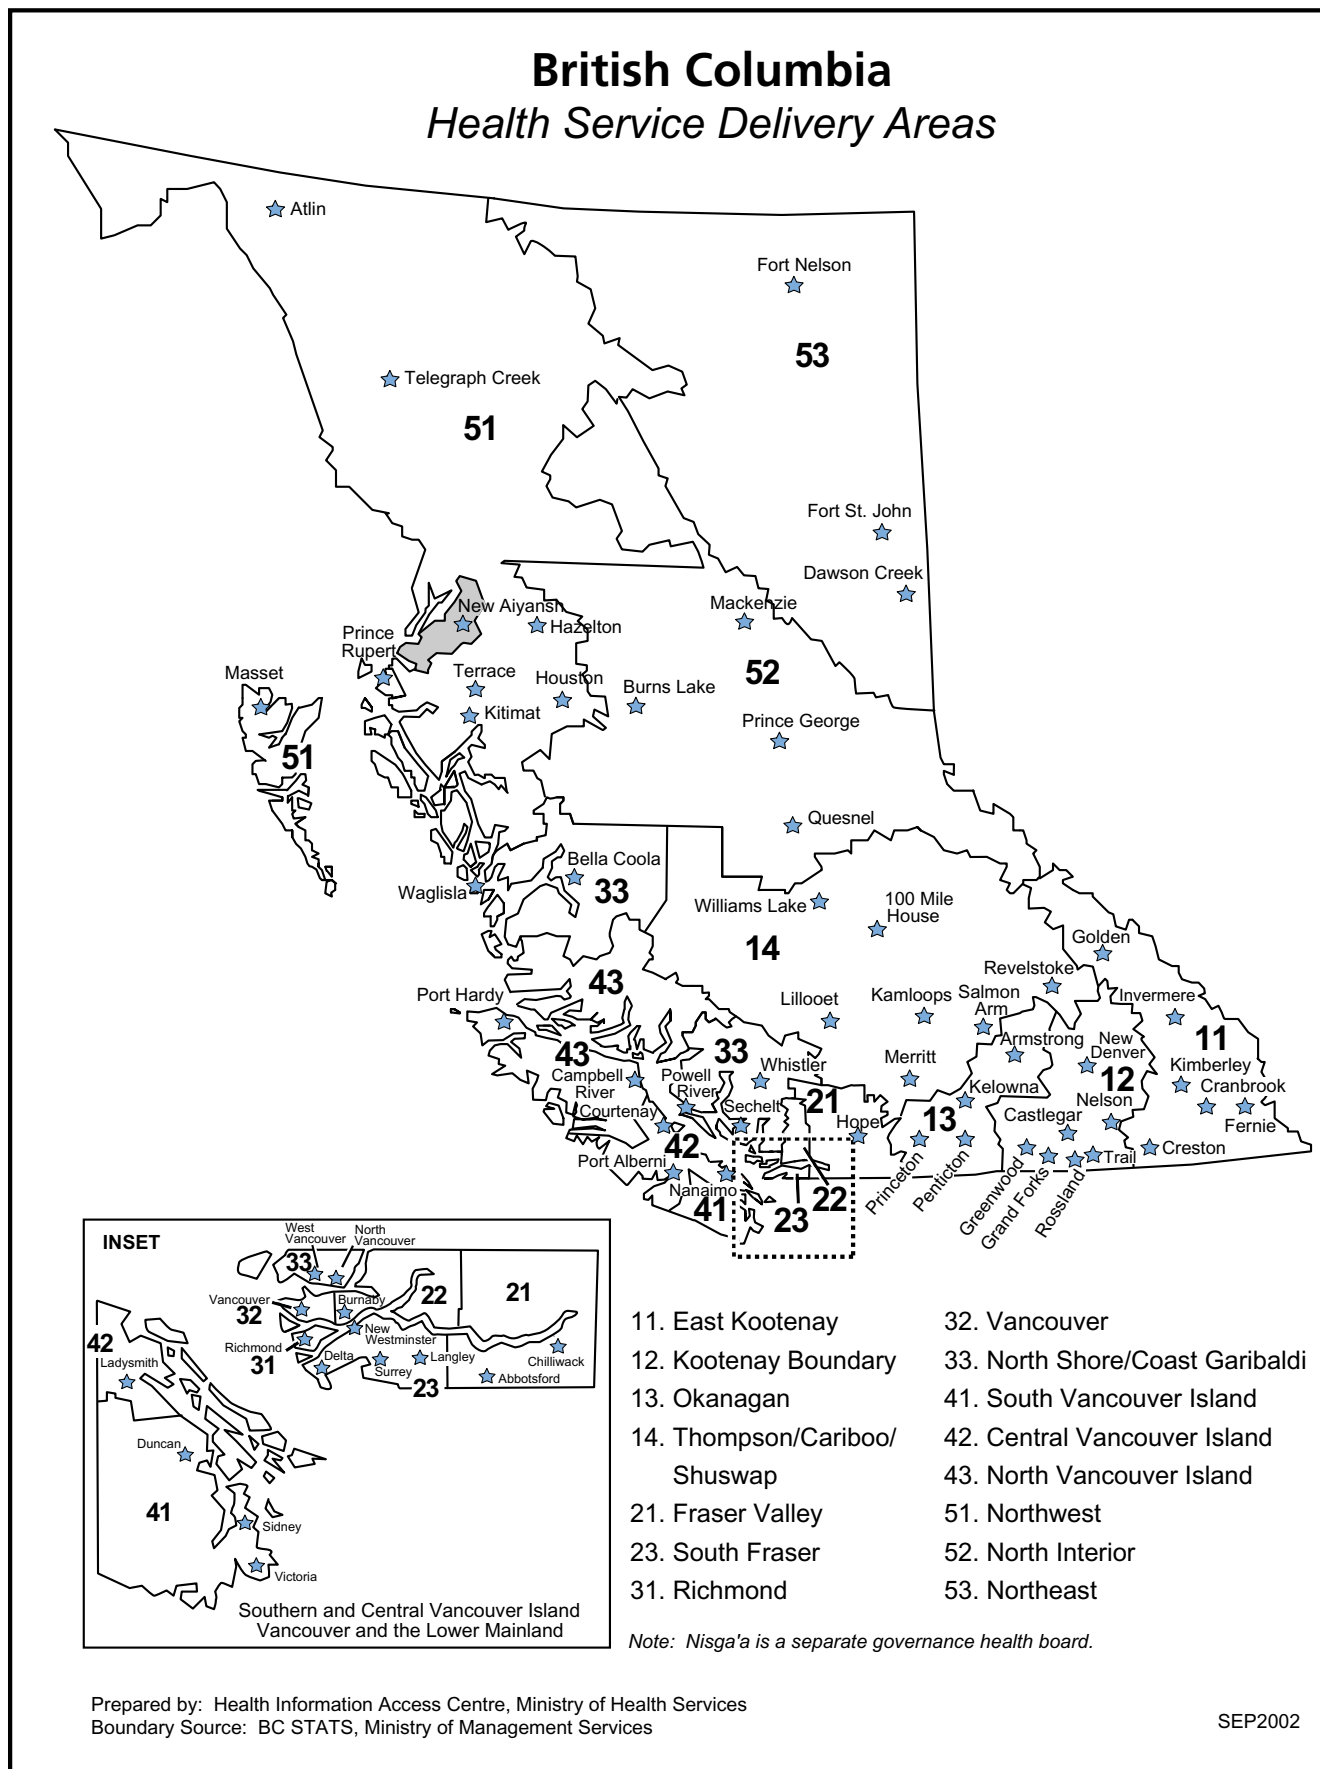 British Columbia
Health Service Delivery Areas
Atlin
Fort Nelson
53
Telegraph Creek
51
Fort St. John
Dawson Creek
New Aiyansh
Hazelton
Mackenzie
Prince
Rupert
Masset
Terrace
Houston
Burns Lake
52
Kitimat
Prince George
51
Quesnel
Bella Coola
33
Waglisla
Williams Lake
100 Mile
House
14
Golden
Revelstoke
43
Port Hardy
Lillooet
Kamloops
Salmon
Arm
Invermere
11
43
33
Armstrong
New
Denver
Campbell
River
Powell
River
Whistler
Merritt
12
Kimberley
Kelowna
Cranbrook
Courtenay
Sechelt
21
Hope
13
Castlegar
Nelson
Fernie
42
Port Alberni
Nanaimo
41
23
22
Princeton
Penticton
Greenwood
Grand Forks
Rossland
Trail
Creston
INSET
West
Vancouver
North
Vancouver
33
22
21
Vancouver
32
Burnaby
New
Westminster
Richmond
31
Delta
Surrey
Langley
23
Abbotsford
Chilliwack
42
Ladysmith
Duncan
41
Sidney
Victoria
Southern and Central Vancouver Island
Vancouver and the Lower Mainland
11. East Kootenay
12. Kootenay Boundary
13. Okanagan
14. Thompson/Cariboo/
Shuswap
21. Fraser Valley
23. South Fraser
31. Richmond
32. Vancouver
33. North Shore/Coast Garibaldi
41. South Vancouver Island
42. Central Vancouver Island
43. North Vancouver Island
51. Northwest
52. North Interior
53. Northeast
Note: Nisga'a is a separate governance health board.
Prepared by: Health Information Access Centre, Ministry of Health Services
Boundary Source: BC STATS, Ministry of Management Services
SEP2002